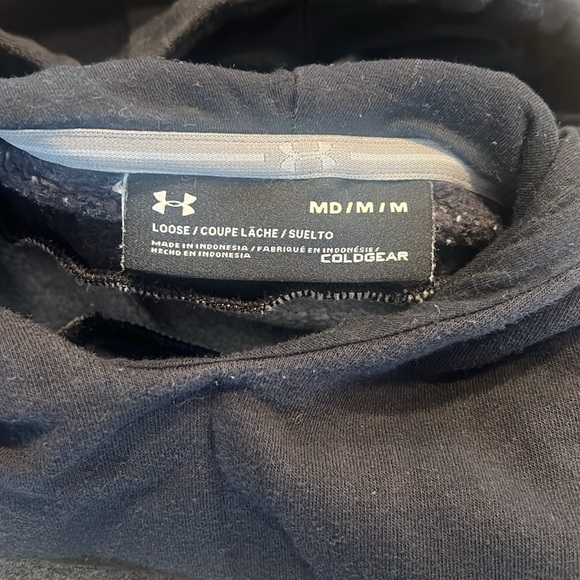 MD/M/M
LOOSE/COUPE LÂCHE/SUELTO
MADE IN INDONESIA/FABRIQUÉ EN INDONÉSIE/
HECHO EN INDONESIA
COLDGEAR